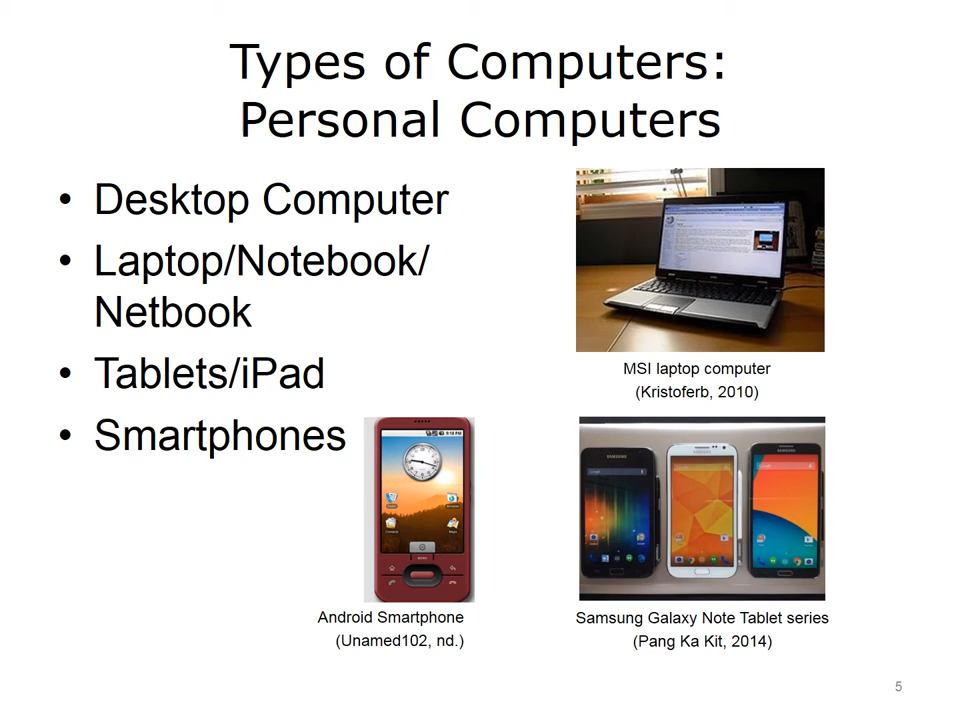 Types of Computers:
Personal Computers
• Desktop Computer
• Laptop/Notebook/
Netbook
• Tablets/iPad
• Smartphones
MSI laptop computer
(Kristoferb, 2010)
Android Smartphone
(Unamed102, nd.)
SAMSUNG
Samsung Galaxy Note Tablet series
(Pang Ka Kit, 2014)
5